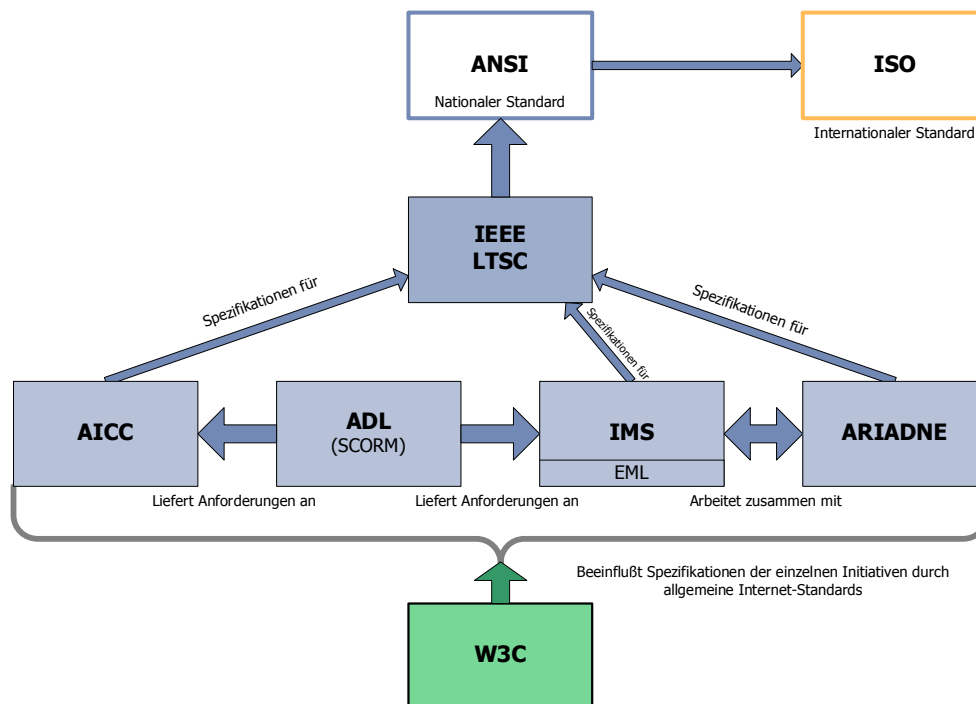 ANSI
Nationaler Standard
ISO
Internationaler Standard
IEEE
LTSC
Spezifikationen für
Spezifikationen für
Spezifikationen für
AICC
ADL
(SCORM)
IMS
EML
ARIADNE
Liefert Anforderungen an
Liefert Anforderungen an
Arbeitet zusammen mit
Beeinflußt Spezifikationen der einzelnen Initiativen durch
allgemeine Internet-Standards
W3C